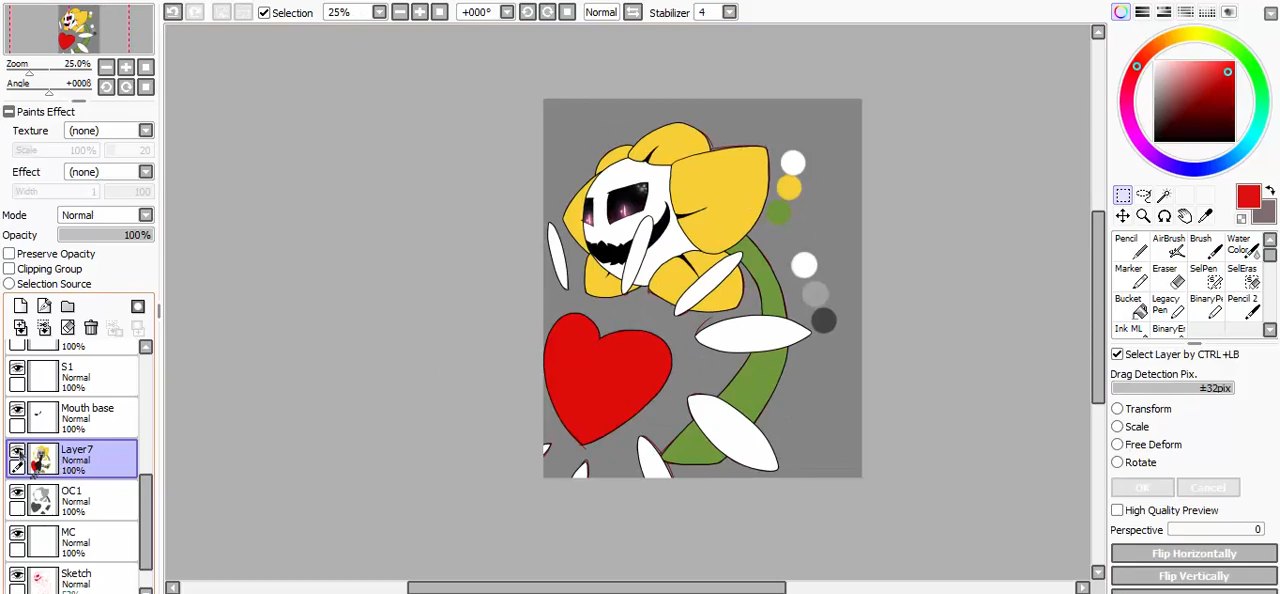 Selection 25% +000° Normal Stabilizer 4
Zoom 25.0%
Angle +000θ
Paints Effect
Texture (none)
Scale 100% 20
Effect (none)
Width 1 100
Mode Normal
Opacity 100%
Preserve Opacity
Clipping Group
Selection Source
100%
S1
Normal
100%
Mouth base
Normal
100%
Layer7
Normal
100%
OC1
Normal
100%
MC
Normal
100%
Sketch
Normal
Pencil AirBrush Brush Water
Color
Marker Eraser SelPen SelEras
Bucket Legacy
Pen BinaryPe Pencil 2
Ink ML BinaryEr
Select Layer by CTRL+LB
Drag Detection Pix.
±32pix
Transform
Scale
Free Deform
Rotate
OK Cancel
High Quality Preview
Perspective 0
Flip Horizontally
Flip Vertically